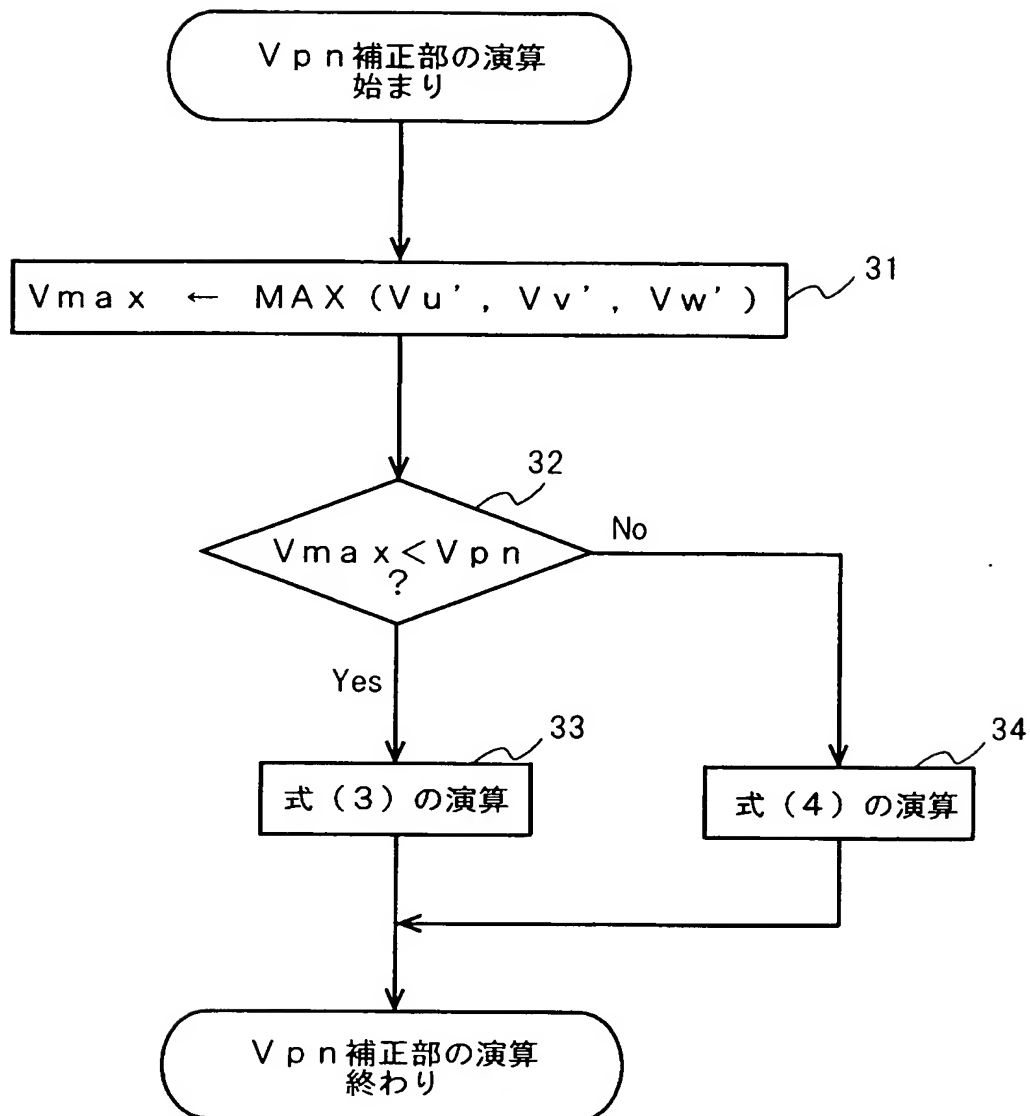 Vpn補正部の演算
始まり
Vmax ← MAX(Vu', Vv', Vw')
31
32
Vmax<Vpn
?
No
Yes
33
式(3)の演算
34
式(4)の演算
Vpn補正部の演算
終わり